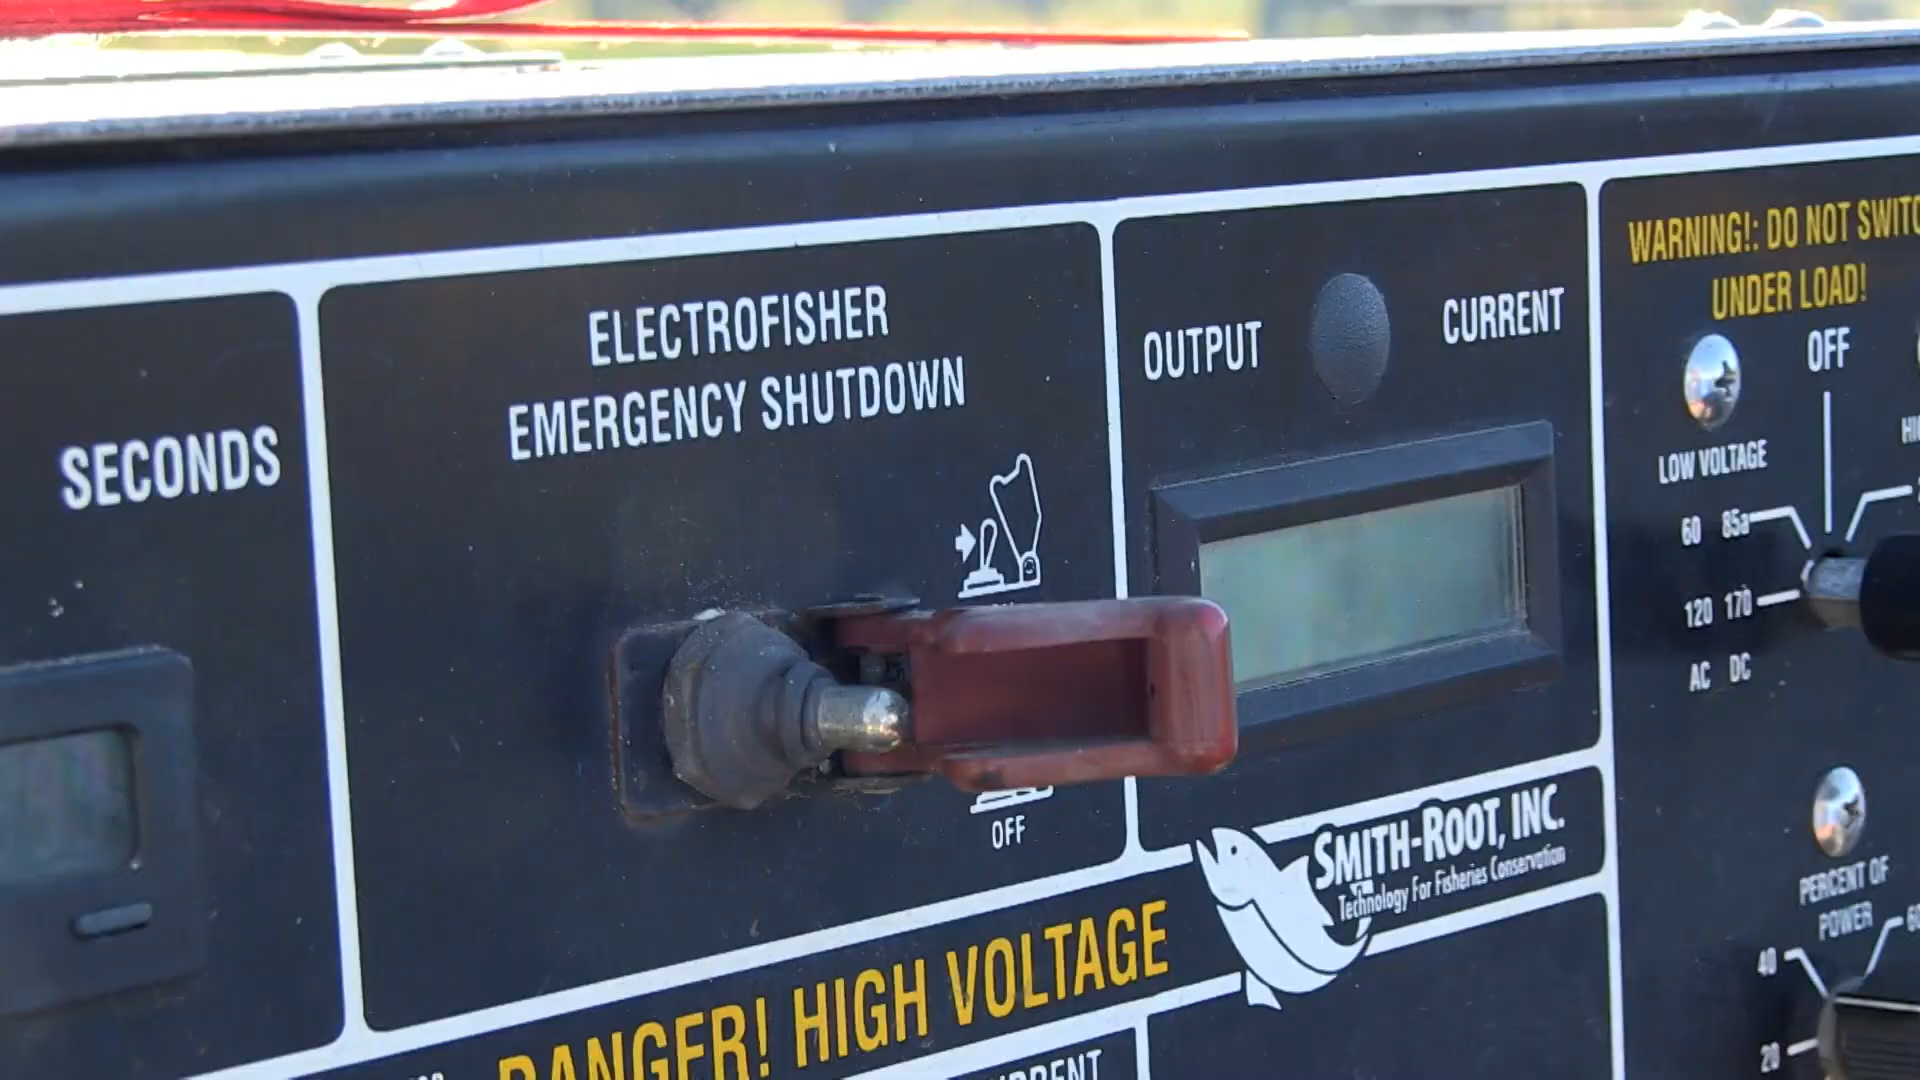 SECONDS
ELECTROFISHER
EMERGENCY SHUTDOWN
OFF
OUTPUT
CURRENT
SMITH-ROOT, INC.
Technology For Fisheries Conservation
DANGER! HIGH VOLTAGE
WARNING!: DO NOT
UNDER LOAD!
OFF
LOW VOLTAGE
60 85a
120 170
AC DC
PERCENT OF
POWER
40
60
20